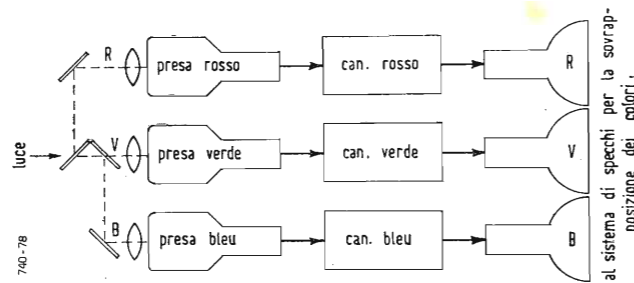 luce
R
presa rosso
can. rosso
R
V
presa verde
can. verde
V
B
presa bleu
can. bleu
B
al sistema di specchi per la sovrap-
posizione dei colori.
740-78